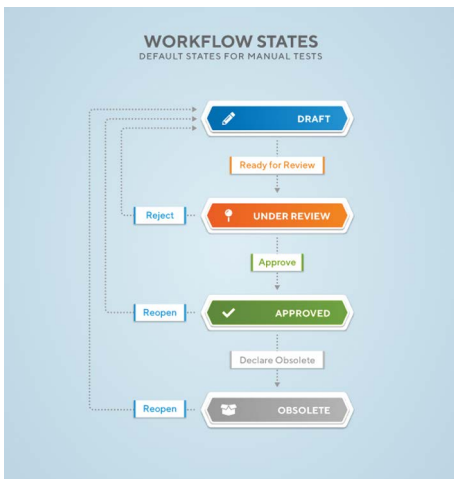 WORKFLOW STATES
DEFAULT STATES FOR MANUAL TESTS
DRAFT
Ready for Review
Reject
UNDER REVIEW
Approve
Reopen
APPROVED
Declare Obsolete
Reopen
OBSOLETE